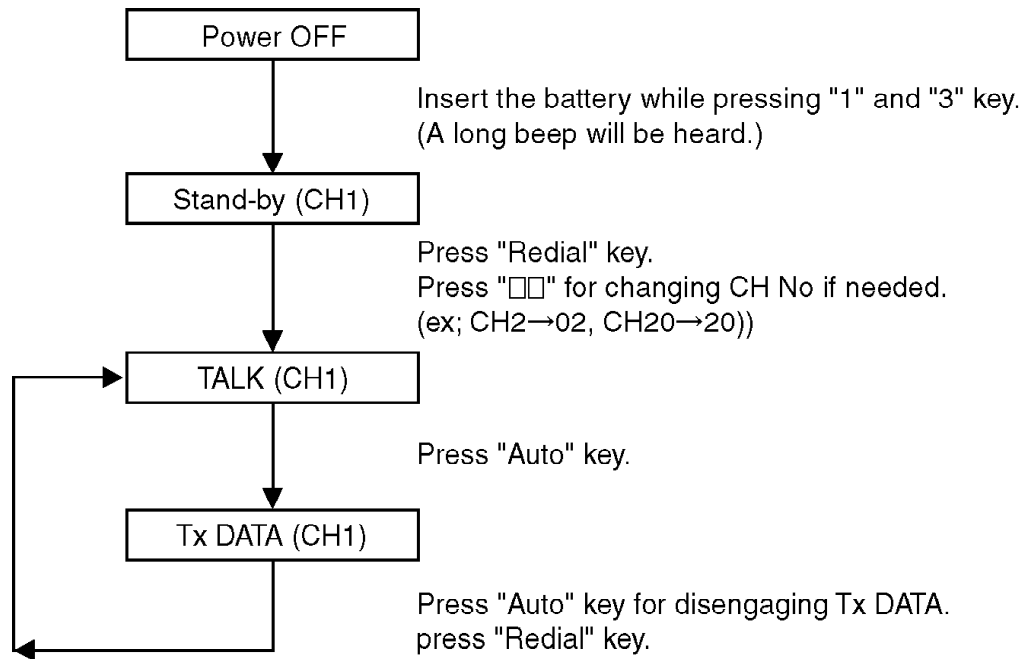 Power OFF
Insert the battery while pressing "1" and "3" key.
(A long beep will be heard.)
Stand-by (CH1)
Press "Redial" key.
Press "□□" for changing CH No if needed.
(ex; CH2→02, CH20→20))
TALK (CH1)
Press "Auto" key.
Tx DATA (CH1)
Press "Auto" key for disengaging Tx DATA.
press "Redial" key.